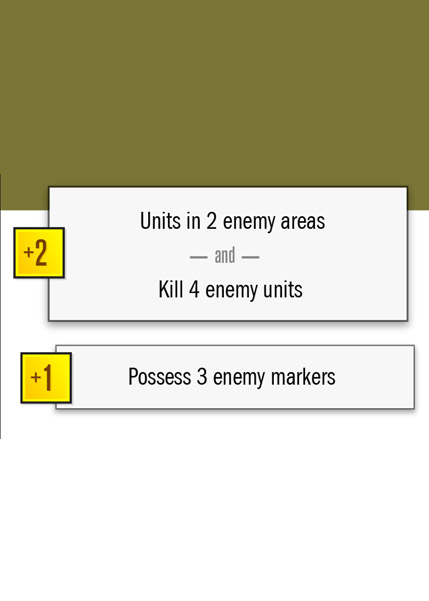 Units in 2 enemy areas
— and —
+2
Kill 4 enemy units
+1
Possess 3 enemy markers